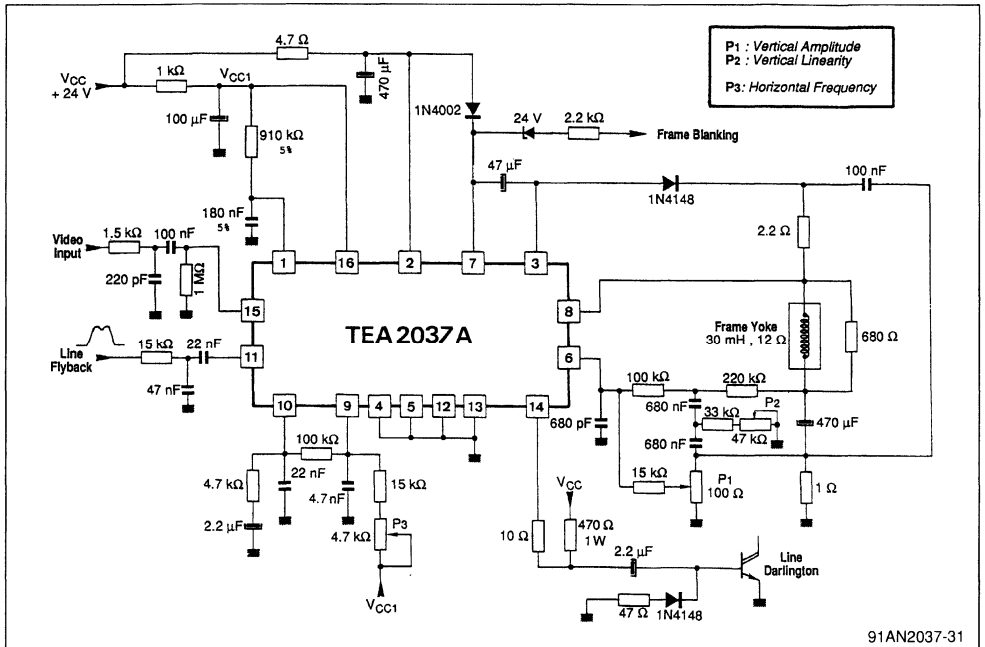 4.7 Ω
470 µF
VCC
+ 24 V
1 kΩ
VCC1
100 µF
910 kΩ
5%
1N4002
24 V
2.2 kΩ
Frame Blanking
P1 : Vertical Amplitude
P2 : Vertical Linearity
P3: Horizontal Frequency
47 µF
1N4148
100 nF
2.2 Ω
180 nF
5%
Video
Input
1.5 kΩ
100 nF
220 pF
1 MΩ
1
16
2
7
3
15
8
TEA2037A
Frame Yoke
30 mH , 12 Ω
680 Ω
Line
Flyback
15 kΩ
22 nF
47 nF
11
6
100 kΩ
220 kΩ
10
9
4
5
12
13
14
680 pF
680 nF
33 kΩ
P2
47 kΩ
470 µF
680 nF
100 kΩ
22 nF
4.7 kΩ
4.7 nF
15 kΩ
2.2 µF
P3
4.7 kΩ
VCC1
15 kΩ
P1
100 Ω
1 Ω
VCC
10 Ω
470 Ω
1 W
2.2 µF
Line
Darlington
47 Ω
1N4148
91AN2037-31